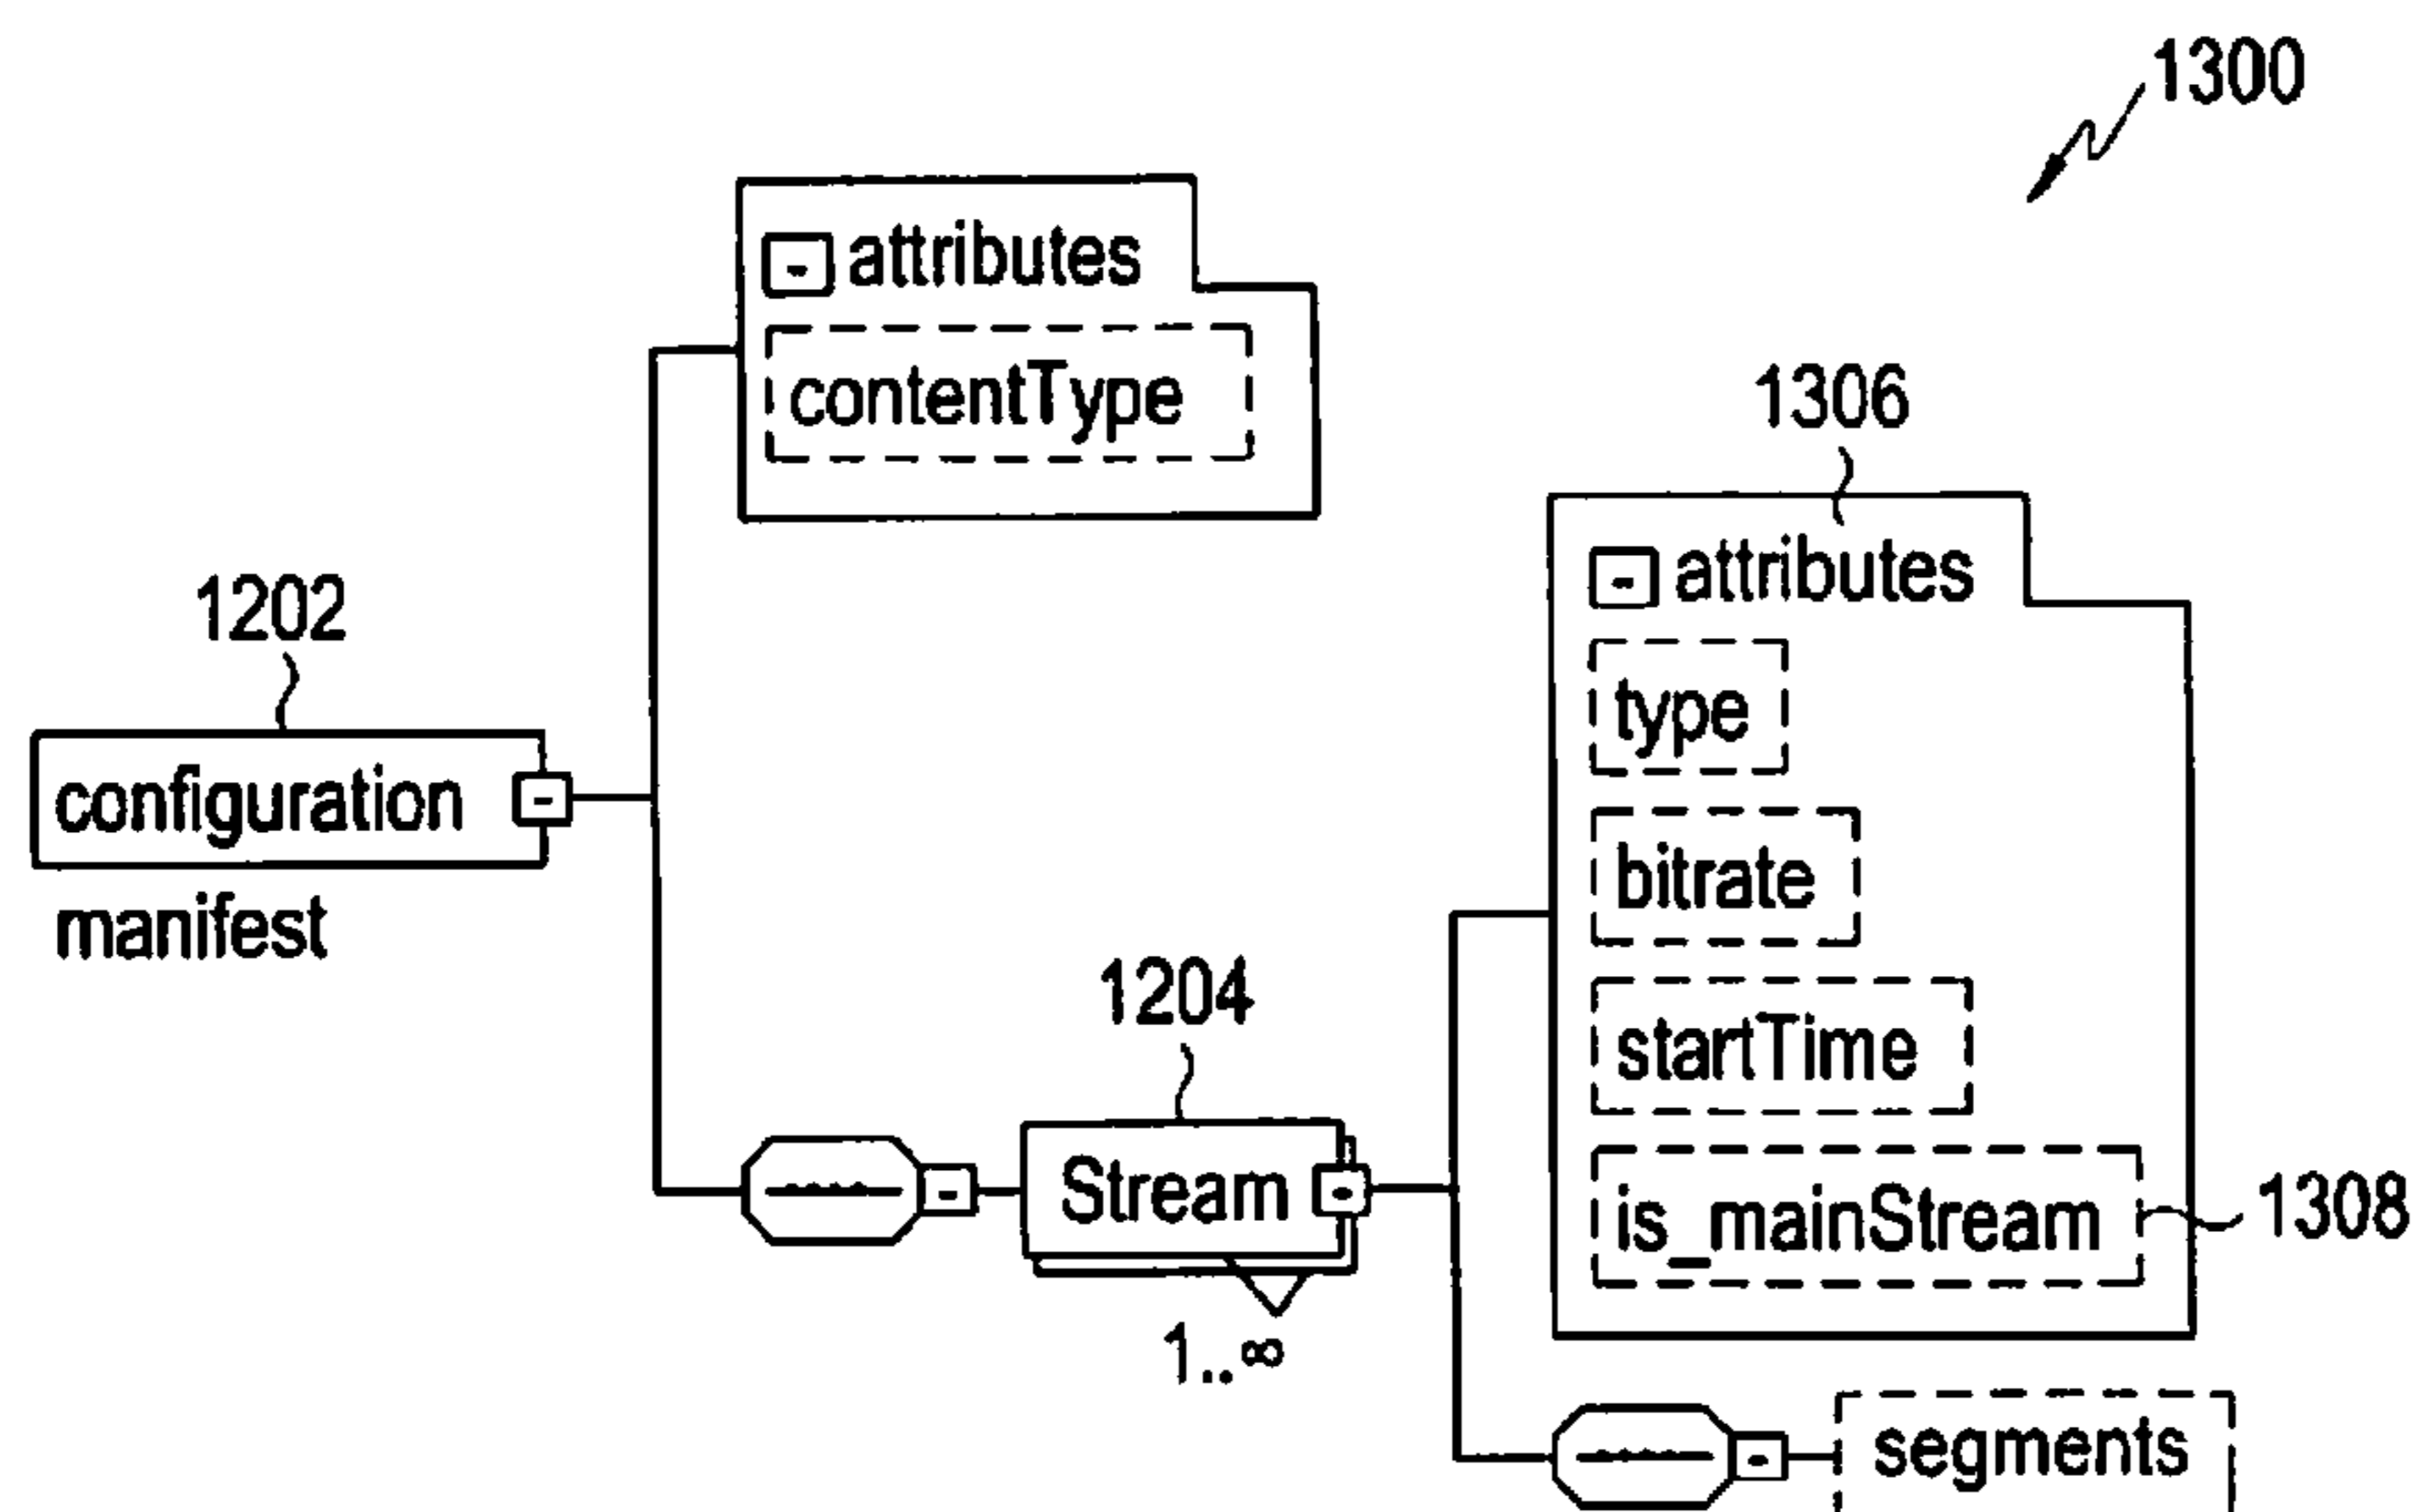 1300
attributes
contentType
1306
attributes
1202
type
configuration
bitrate
manifest
1204
startTime
Stream
is_mainStream
1308
1..∞
segments